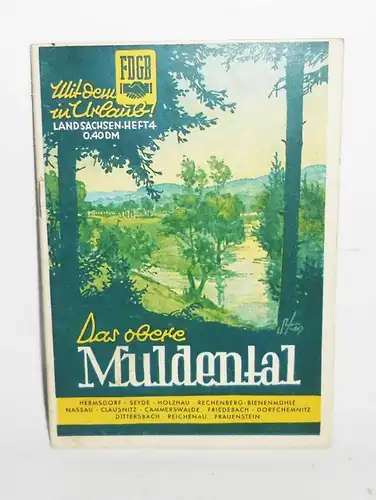 FDGB
Mit dem
in Urlaub!
LAND SACHSEN-HEFT 4
0,40 DM
Das obere
Muldental
HERMSDORF · SEYDE · HOLZHAU · RECHENBERG-BIENENMÜHLE
NASSAU · CLAUSNITZ · CÄMMERSWALDE, FRIEDEBACH · DORFCHEMNITZ
DITTERSBACH · REICHENAU, FRAUENSTEIN